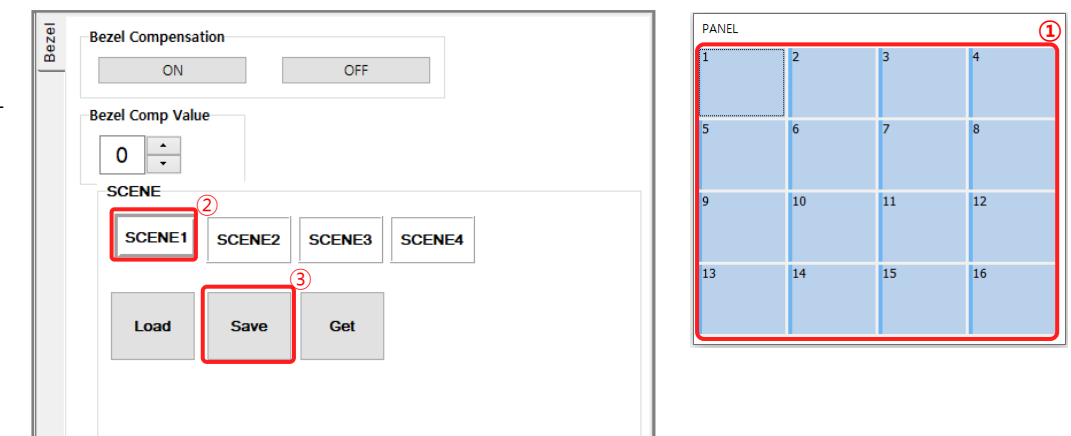 Bezel
Bezel Compensation
ON OFF
Bezel Comp Value
0
SCENE
②
SCENE1 SCENE2 SCENE3 SCENE4
③
Load Save Get
PANEL ①
1 2 3 4
5 6 7 8
9 10 11 12
13 14 15 16